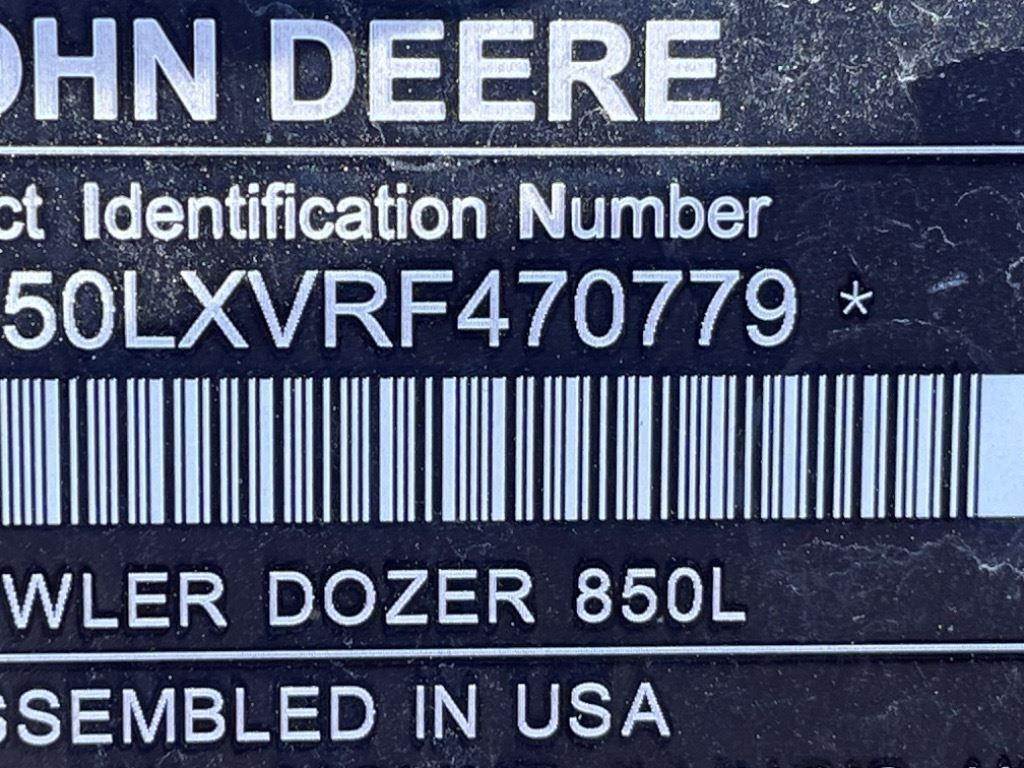 OHN DEERE
ct Identification Number
50LXVRF470779 *
WLER DOZER 850L
SSEMBLED IN USA